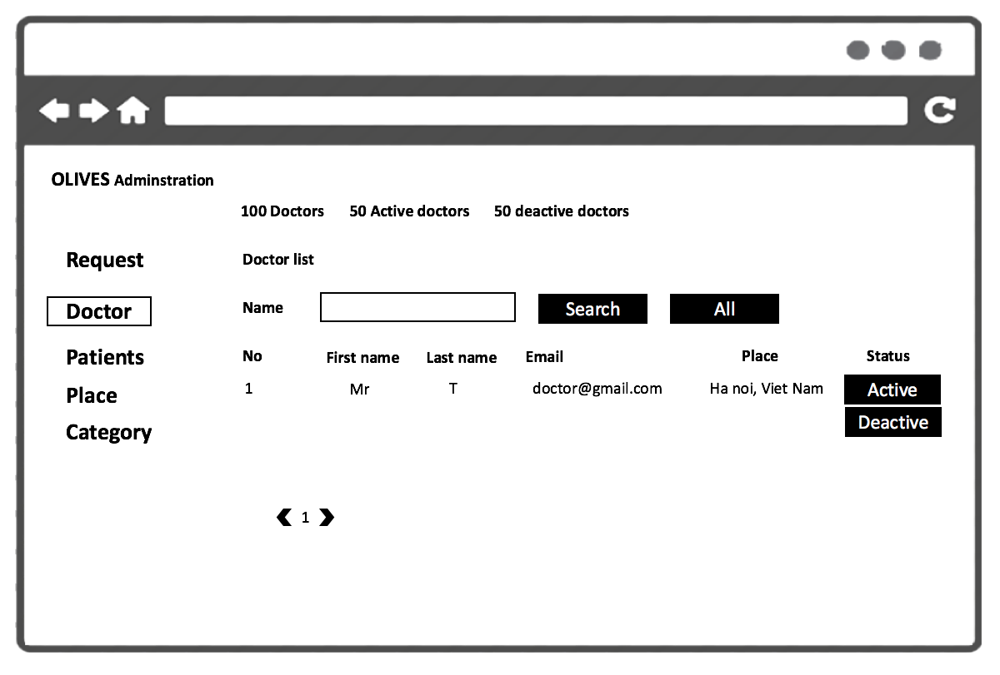 OLIVES Adminstration
100 Doctors 50 Active doctors 50 deactive doctors
Request
Doctor list
Doctor
Name
Search
All
Patients
No First name Last name Email Place Status
1 Mr T doctor@gmail.com Ha noi, Viet Nam Active
Place
Deactive
Category
1